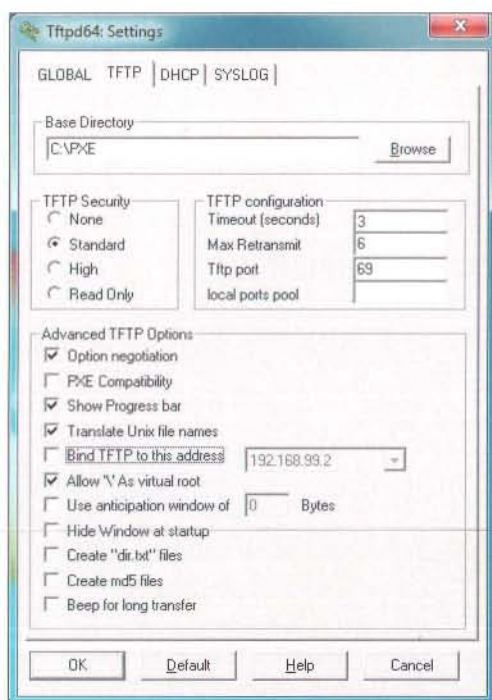 Tftpd64: Settings
GLOBAL TFTP DHCP SYSLOG
Base Directory
C:\PXE
Browse
TFTP Security
None
Standard
High
Read Only
TFTP configuration
Timeout (seconds) 3
Max Retransmit 6
Tftp port 69
local ports pool
Advanced TFTP Options
Option negotiation
PXE Compatibility
Show Progress bar
Translate Unix file names
Bind TFTP to this address 192.168.99.2
Allow '\' As virtual root
Use anticipation window of 0 Bytes
Hide Window at startup
Create "dir.txt" files
Create md5 files
Beep for long transfer
OK Default Help Cancel